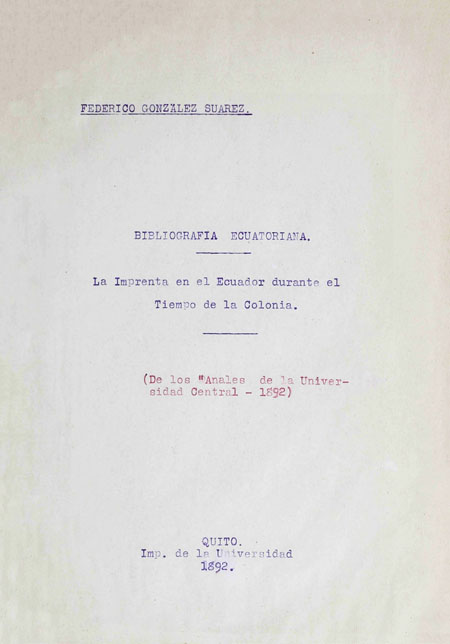 FEDERICO GONZALEZ SUAREZ.
BIBLIOGRAFIA ECUATORIANA.
La Imprenta en el Ecuador durante el
Tiempo de la Colonia.
(De los "Anales de la Univer-
sidad Central - 1892)
QUITO.
Imp. de la Universidad
1892.